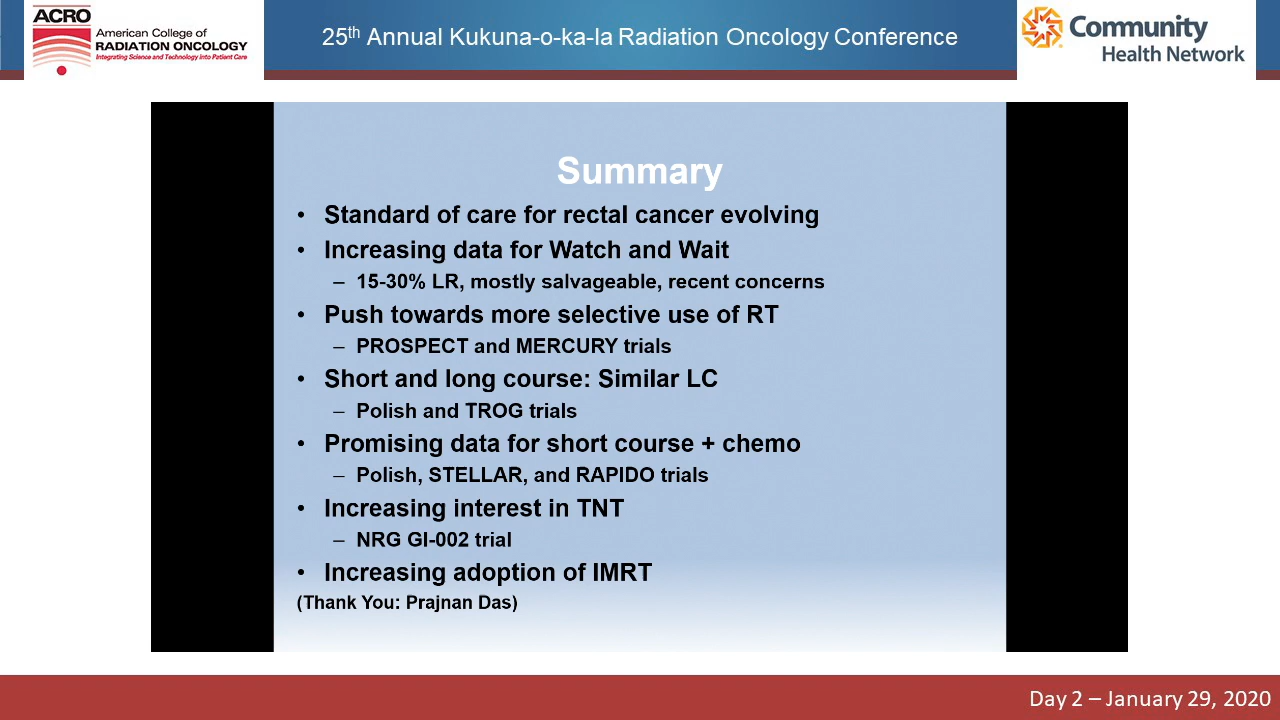 ACRO
American College of
RADIATION ONCOLOGY
Integrating Science and Technology into Patient Care
25th Annual Kukuna-o-ka-la Radiation Oncology Conference
Community
Health Network
Summary
• Standard of care for rectal cancer evolving
• Increasing data for Watch and Wait
– 15-30% LR, mostly salvageable, recent concerns
• Push towards more selective use of RT
– PROSPECT and MERCURY trials
• Short and long course: Similar LC
– Polish and TROG trials
• Promising data for short course + chemo
– Polish, STELLAR, and RAPIDO trials
• Increasing interest in TNT
– NRG GI-002 trial
• Increasing adoption of IMRT
(Thank You: Prajnan Das)
Day 2 – January 29, 2020